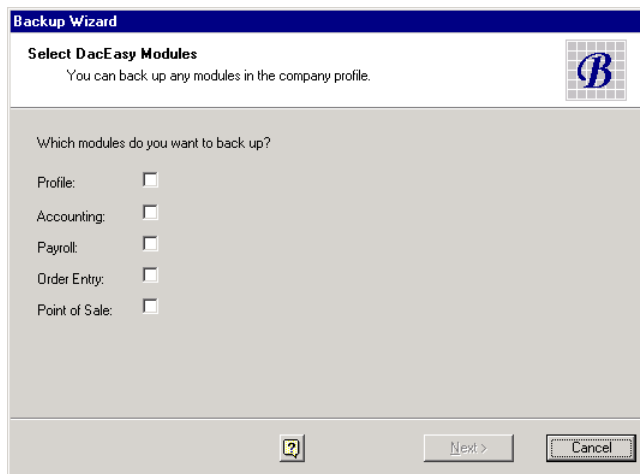 Backup Wizard
Select DacEasy Modules
You can back up any modules in the company profile.
B
Which modules do you want to back up?
Profile:
Accounting:
Payroll:
Order Entry:
Point of Sale:
?
Next >
Cancel